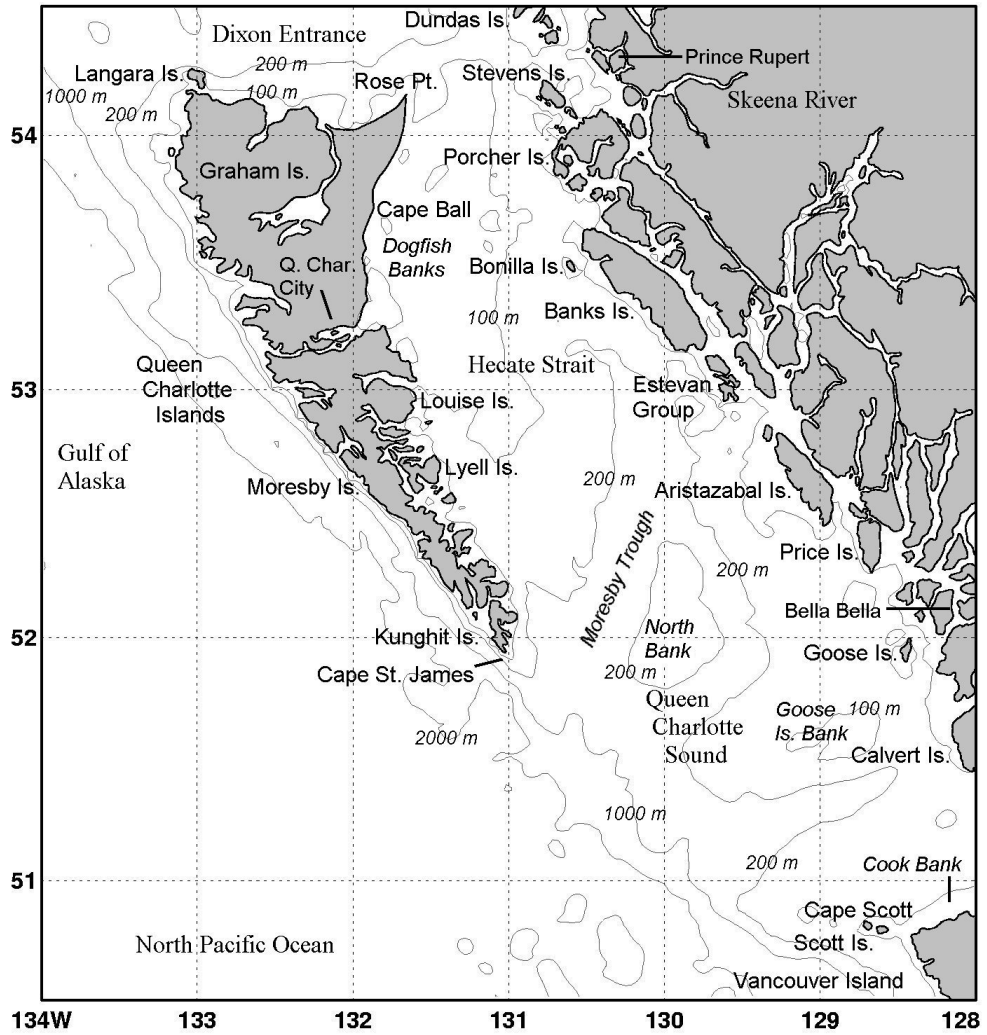 Dundas Is.
Dixon Entrance
200 m
Prince Rupert
Langara Is.
Rose Pt.
Stevens Is.
1000 m
100 m
200 m
Skeena River
54
Porcher Is.
Graham Is.
Cape Ball
Dogfish
Banks
Bonilla Is.
Q. Char.
City
Banks Is.
100 m
Queen
Charlotte
Islands
Hecate Strait
53
Estevan
Group
Louise Is.
Gulf of
Alaska
Lyell Is.
Moresby Is.
200 m
Aristazabal Is.
Price Is.
200 m
Moresby Trough
Bella Bella
52
Kunghit Is.
North
Bank
Goose Is.
Cape St. James
200 m
Queen
Charlotte
Sound
Goose
Is. Bank
100 m
2000 m
Calvert Is.
1000 m
200 m
Cook Bank
51
Cape Scott
Scott Is.
North Pacific Ocean
Vancouver Island
134W
133
132
131
130
129
128